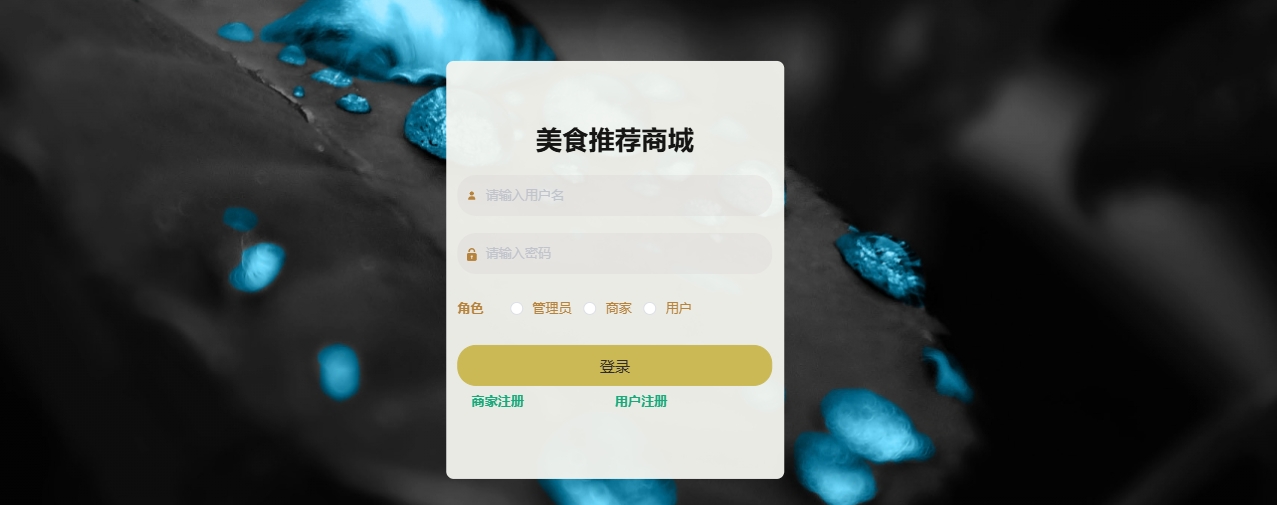 美食推荐商城
请输入用户名
请输入密码
角色 管理员 商家 用户
登录
商家注册 用户注册